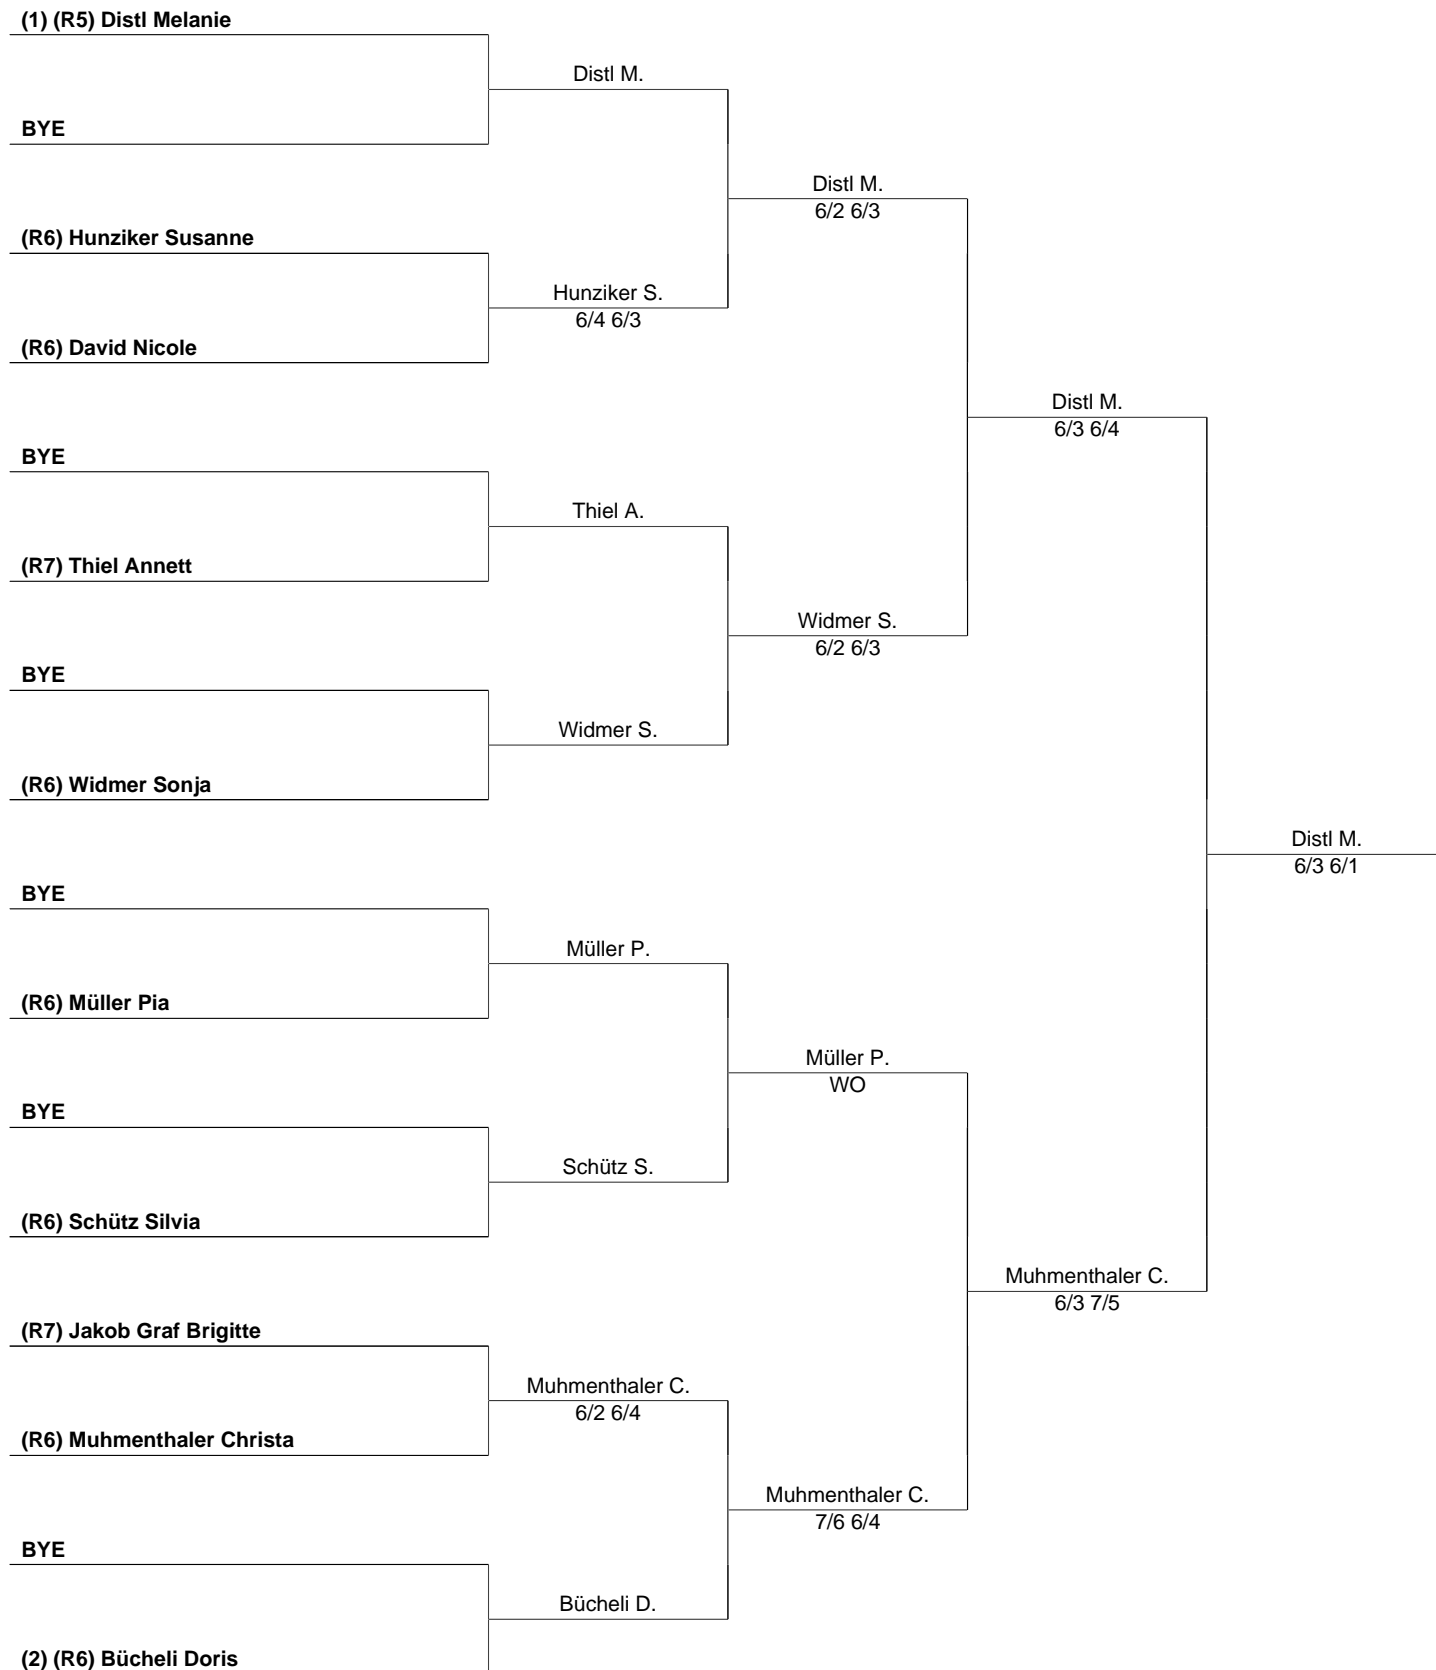 (1) (R5) Distl Melanie
Distl M.
BYE
Distl M.
6/2 6/3
(R6) Hunziker Susanne
Hunziker S.
6/4 6/3
(R6) David Nicole
Distl M.
6/3 6/4
BYE
Thiel A.
(R7) Thiel Annett
Widmer S.
6/2 6/3
BYE
Widmer S.
(R6) Widmer Sonja
Distl M.
6/3 6/1
BYE
Müller P.
(R6) Müller Pia
Müller P.
WO
BYE
Schütz S.
(R6) Schütz Silvia
Muhmenthaler C.
6/3 7/5
(R7) Jakob Graf Brigitte
Muhmenthaler C.
6/2 6/4
(R6) Muhmenthaler Christa
Muhmenthaler C.
7/6 6/4
BYE
Bücheli D.
(2) (R6) Bücheli Doris